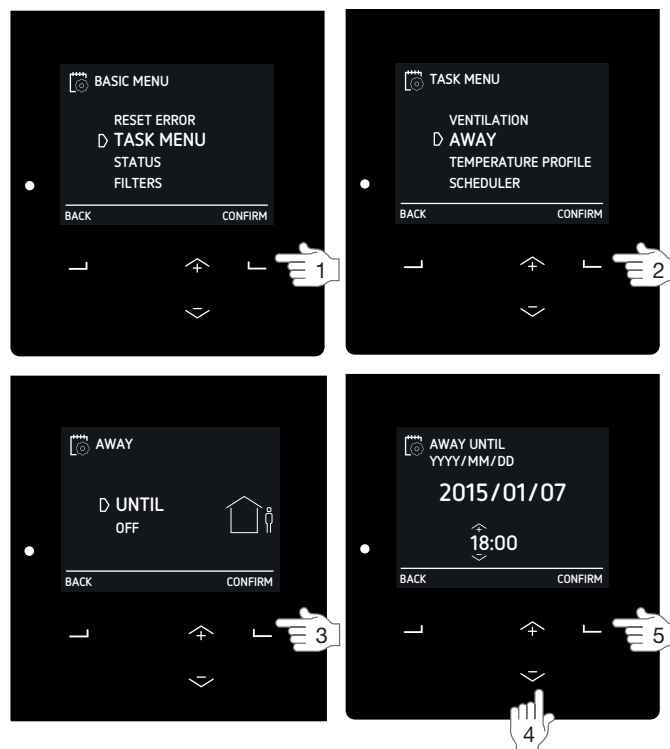 BASIC MENU
RESET ERROR
TASK MENU
STATUS
FILTERS
BACK CONFIRM
1
TASK MENU
VENTILATION
AWAY
TEMPERATURE PROFILE
SCHEDULER
BACK CONFIRM
2
AWAY
UNTIL
OFF
BACK CONFIRM
3
AWAY UNTIL
YYYY/MM/DD
2015/01/07
18:00
BACK CONFIRM
5
4